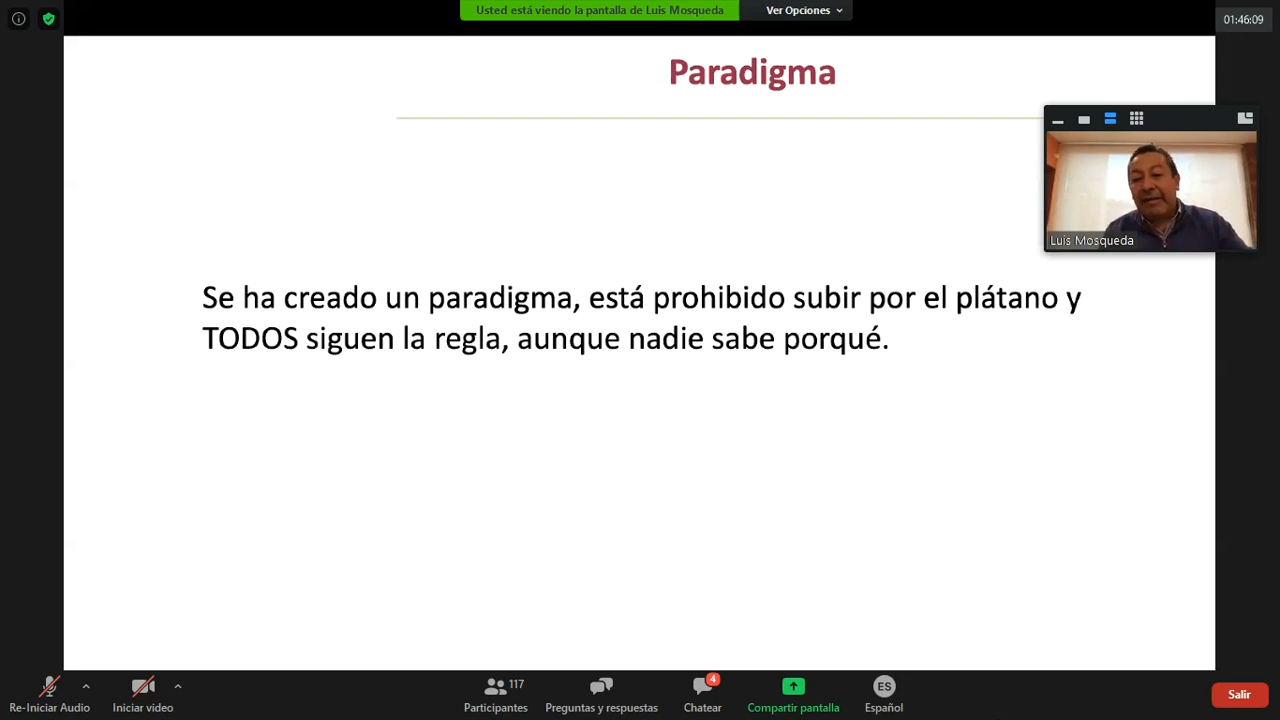 Usted está viendo la pantalla de Luis Mosqueda
Ver Opciones
01:46:09
Paradigma
Luis Mosqueda
Se ha creado un paradigma, está prohibido subir por el plátano y
TODOS siguen la regla, aunque nadie sabe porqué.
Re-Iniciar Audio
Iniciar video
117
Participantes
Preguntas y respuestas
4
Chatear
Compartir pantalla
ES
Español
Salir